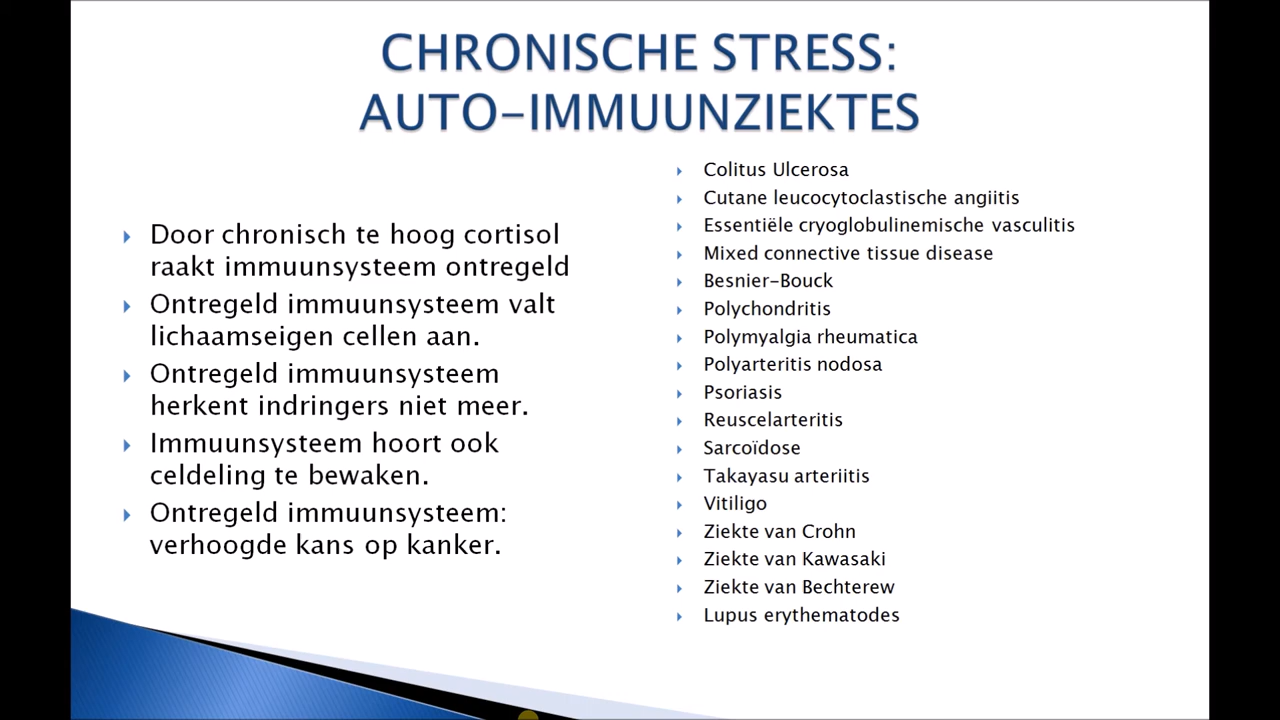 CHRONISCHE STRESS:
AUTO-IMMUUNZIEKTES
Door chronisch te hoog cortisol
raakt immuunsysteem ontregeld
Ontregeld immuunsysteem valt
lichaamseigen cellen aan.
Ontregeld immuunsysteem
herkent indringers niet meer.
Immuunsysteem hoort ook
celdeling te bewaken.
Ontregeld immuunsysteem:
verhoogde kans op kanker.
Colitus Ulcerosa
Cutane leucocytoclastische angiitis
Essentiële cryoglobulinemische vasculitis
Mixed connective tissue disease
Besnier-Bouck
Polychondritis
Polymyalgia rheumatica
Polyarteritis nodosa
Psoriasis
Reuscelarteritis
Sarcoïdose
Takayasu arteriitis
Vitiligo
Ziekte van Crohn
Ziekte van Kawasaki
Ziekte van Bechterew
Lupus erythematodes